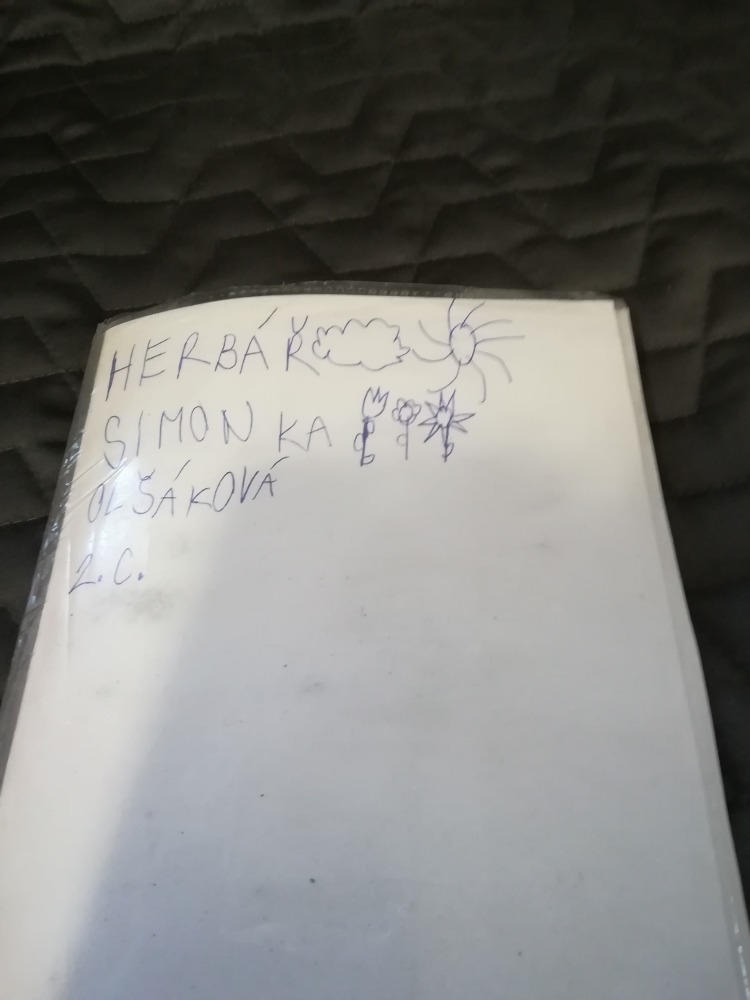 HERBÁŘ
SIMONKA
OLŠÁKOVÁ
2.C.